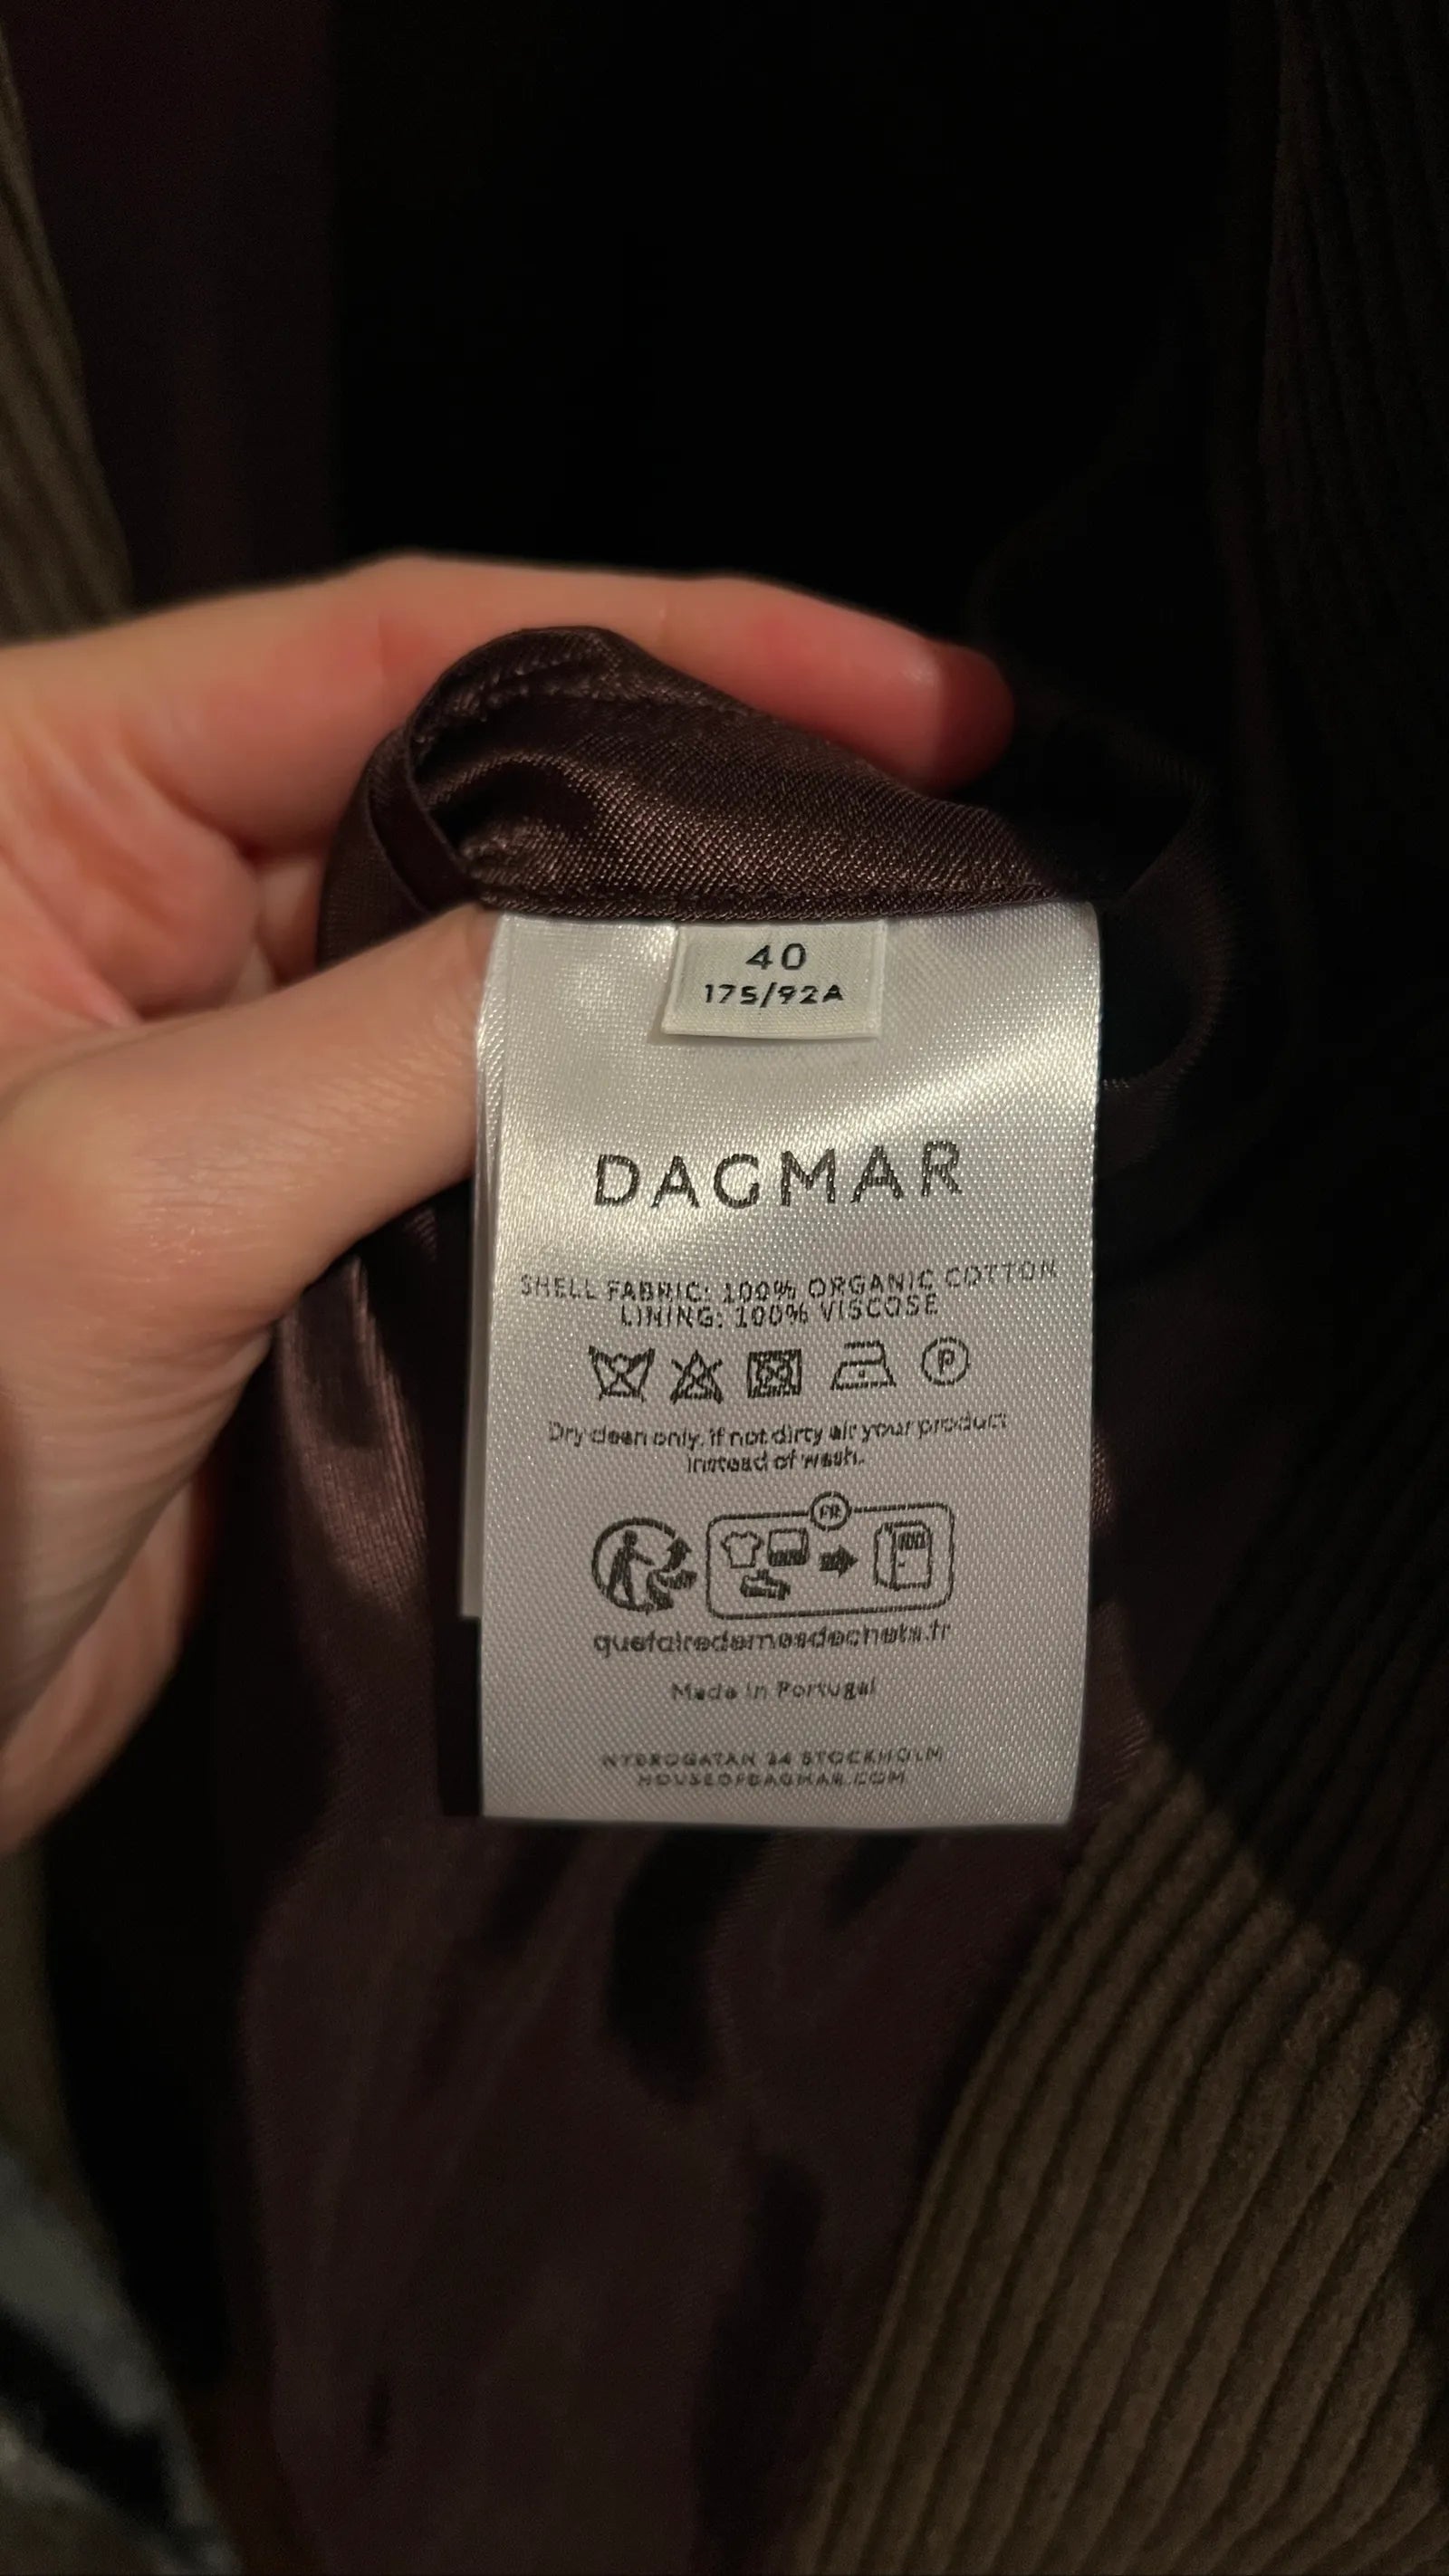 40
175/92A
DAGMAR
SHELL FABRIC: 100% ORGANIC COTTON
LINING: 100% VISCOSE
P
Dry clean only, if not dirty air your product
instead of wash.
FR
quefairedemesdechets.fr
Made in Portugal
NYBROGATAN 24 STOCKHOLM
HOUSEOFDAGMAR.COM